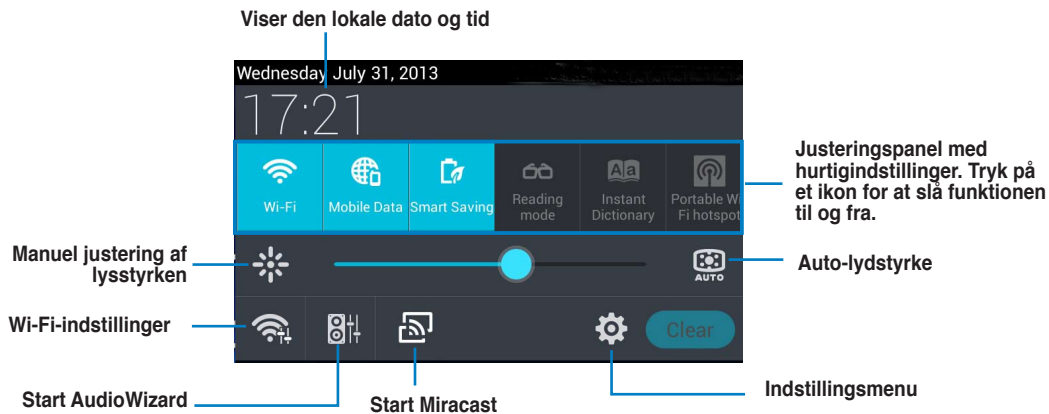 Viser den lokale dato og tid
Wednesday July 31, 2013
17:21
Wi-Fi
Mobile Data
Smart Saving
Reading
mode
Instant
Dictionary
Portable Wi
Fi hotspot
Justeringspanel med
hurtigindstillinger. Tryk på
et ikon for at slå funktionen
til og fra.
Manuel justering af
lysstyrken
AUTO
Auto-lydstyrke
Wi-Fi-indstillinger
Clear
Start AudioWizard
Start Miracast
Indstillingsmenu